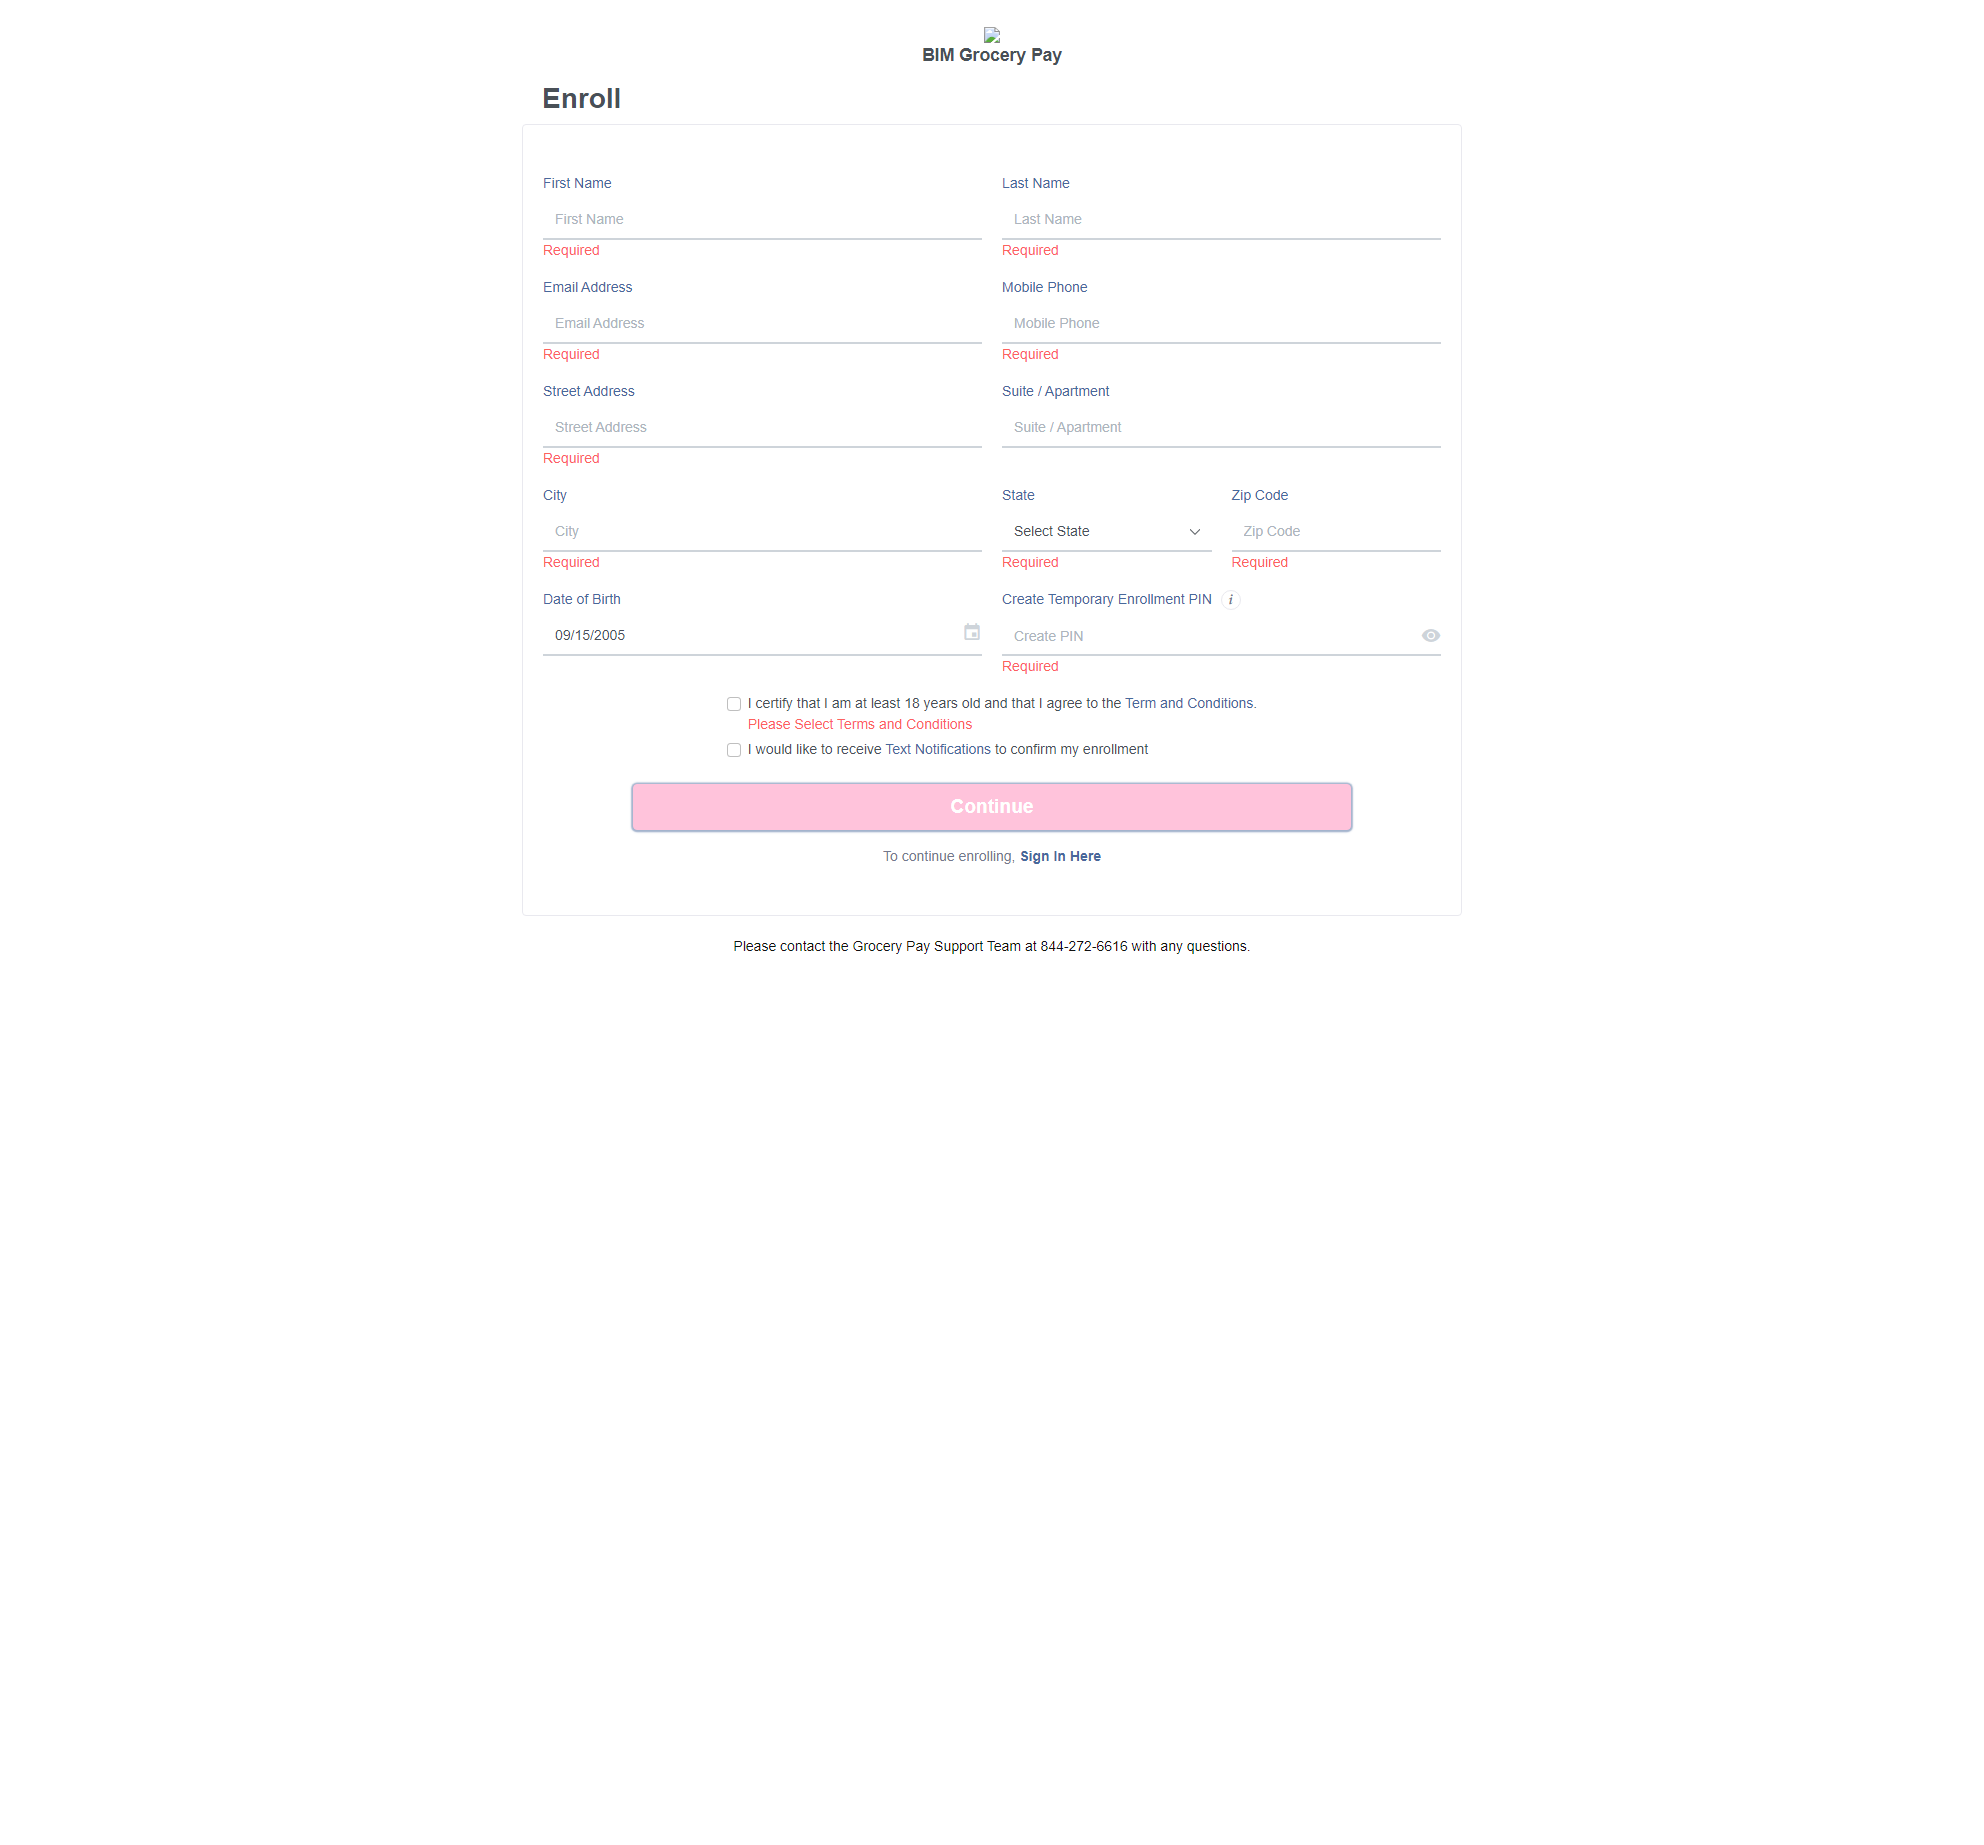 BIM Grocery Pay
Enroll
First Name
Last Name
First Name
Last Name
Required
Required
Email Address
Mobile Phone
Email Address
Mobile Phone
Required
Required
Street Address
Suite / Apartment
Street Address
Suite / Apartment
Required
City
State
Zip Code
City
Select State
Zip Code
Required
Required
Required
Date of Birth
Create Temporary Enrollment PIN i
09/15/2005
Create PIN
Required
I certify that I am at least 18 years old and that I agree to the Term and Conditions.
Please Select Terms and Conditions
I would like to receive Text Notifications to confirm my enrollment
Continue
To continue enrolling, Sign In Here
Please contact the Grocery Pay Support Team at 844-272-6616 with any questions.